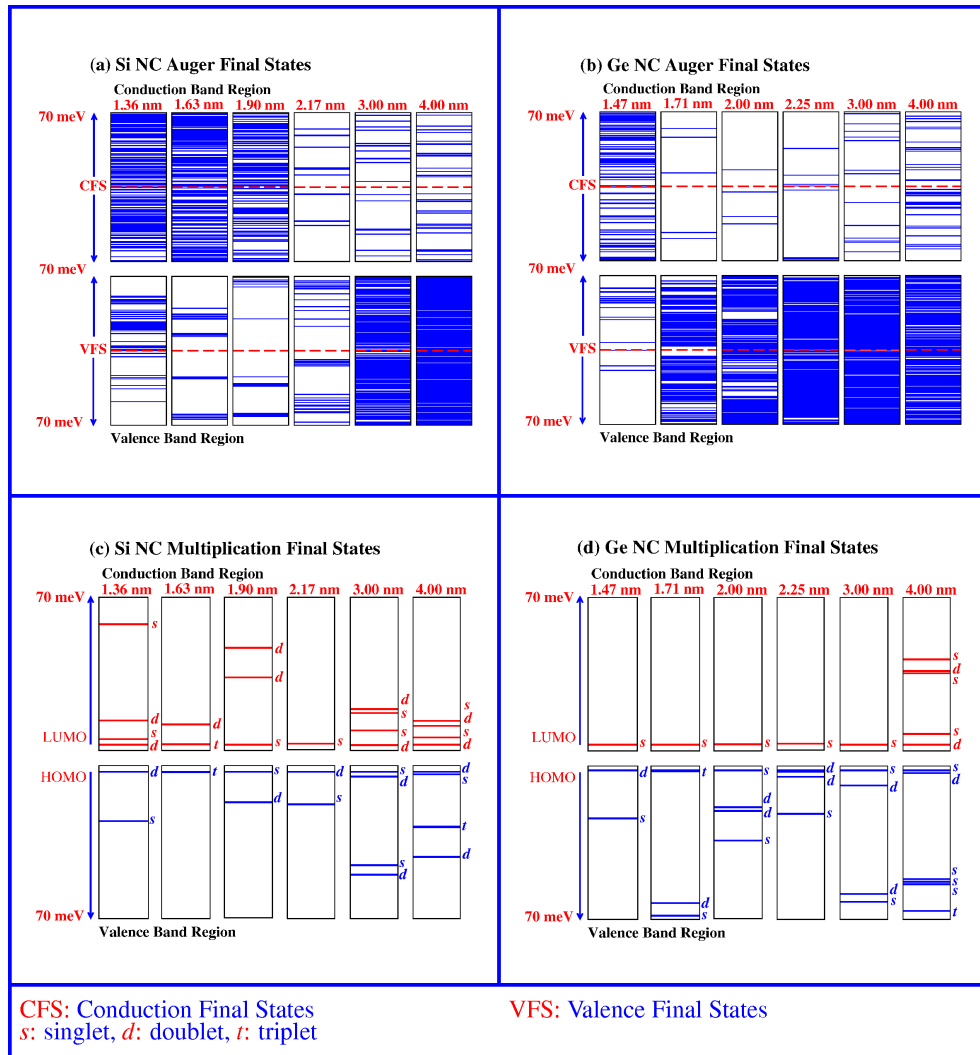 (a) Si NC Auger Final States
Conduction Band Region
1.36 nm 1.63 nm 1.90 nm 2.17 nm 3.00 nm 4.00 nm
70 meV
CFS
70 meV
VFS
70 meV
Valence Band Region
(b) Ge NC Auger Final States
Conduction Band Region
1.47 nm 1.71 nm 2.00 nm 2.25 nm 3.00 nm 4.00 nm
70 meV
CFS
70 meV
VFS
70 meV
Valence Band Region
(c) Si NC Multiplication Final States
Conduction Band Region
1.36 nm 1.63 nm 1.90 nm 2.17 nm 3.00 nm 4.00 nm
70 meV
s
d
d
d s
d d s d
s s s
LUMO d t s s d d
HOMO d t s d s d
d s
d s
s t
d
s
d
70 meV
Valence Band Region
(d) Ge NC Multiplication Final States
Conduction Band Region
1.47 nm 1.71 nm 2.00 nm 2.25 nm 3.00 nm 4.00 nm
70 meV
s
d
s
s
LUMO s s s s s d
HOMO s
d t s d s d
d d
d
s d s
s
s
d s
d s s
s t
70 meV
Valence Band Region
CFS: Conduction Final States VFS: Valence Final States
s: singlet, d: doublet, t: triplet